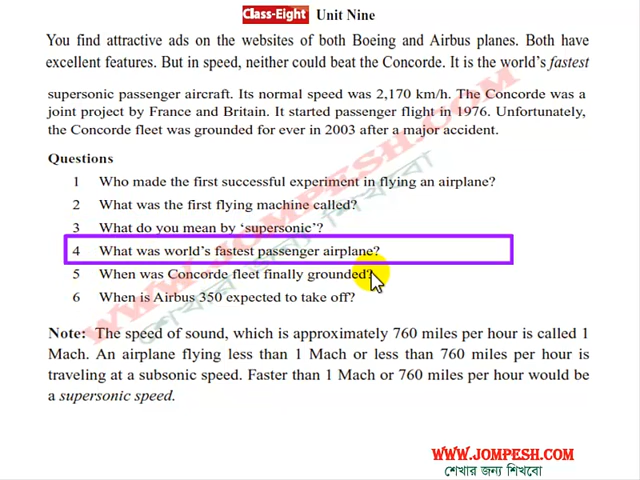 Class-Eight Unit Nine
You find attractive ads on the websites of both Boeing and Airbus planes. Both have
excellent features. But in speed, neither could beat the Concorde. It is the world's fastest
supersonic passenger aircraft. Its normal speed was 2,170 km/h. The Concorde was a
joint project by France and Britain. It started passenger flight in 1976. Unfortunately,
the Concorde fleet was grounded for ever in 2003 after a major accident.
Questions
1 Who made the first successful experiment in flying an airplane?
2 What was the first flying machine called?
3 What do you mean by ‘supersonic’?
4 What was world's fastest passenger airplane?
5 When was Concorde fleet finally grounded?
6 When is Airbus 350 expected to take off?
Note: The speed of sound, which is approximately 760 miles per hour is called 1
Mach. An airplane flying less than 1 Mach or less than 760 miles per hour is
traveling at a subsonic speed. Faster than 1 Mach or 760 miles per hour would be
a supersonic speed.
WWW.JOMPESH.COM
শেখার জন্য শিখবো
WWW.JOMPESH.COM
শেখার জন্য শিখবো